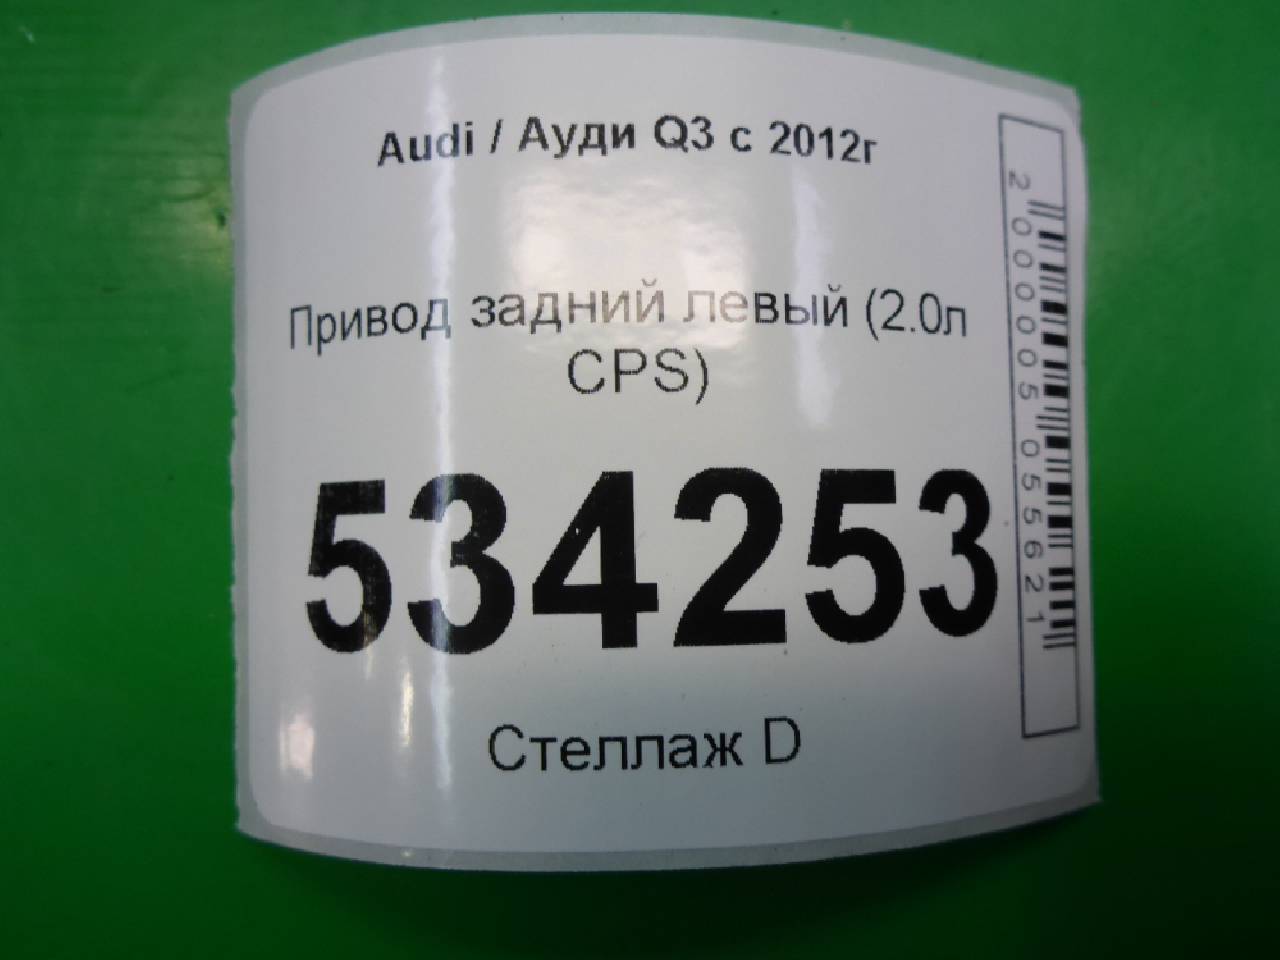 Audi / Ауди Q3 с 2012г
Привод задний левый (2.0л
CPS)
534253
Стеллаж D
2000005055621